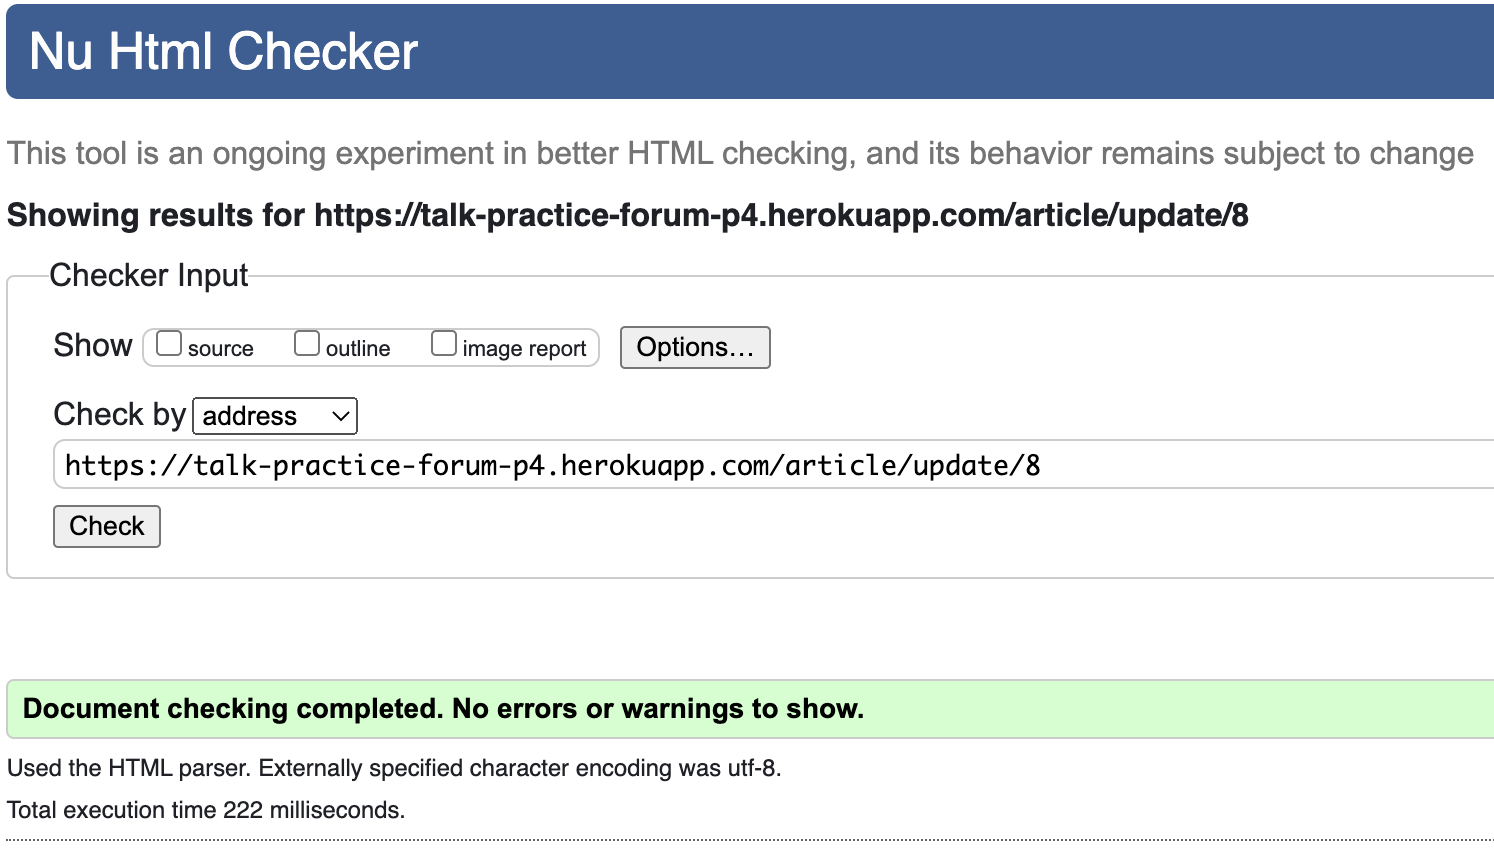 Nu Html Checker
This tool is an ongoing experiment in better HTML checking, and its behavior remains subject to change
Showing results for https://talk-practice-forum-p4.herokuapp.com/article/update/8
Checker Input
Show source outline image report Options...
Check by address
https://talk-practice-forum-p4.herokuapp.com/article/update/8
Check
Document checking completed. No errors or warnings to show.
Used the HTML parser. Externally specified character encoding was utf-8.
Total execution time 222 milliseconds.